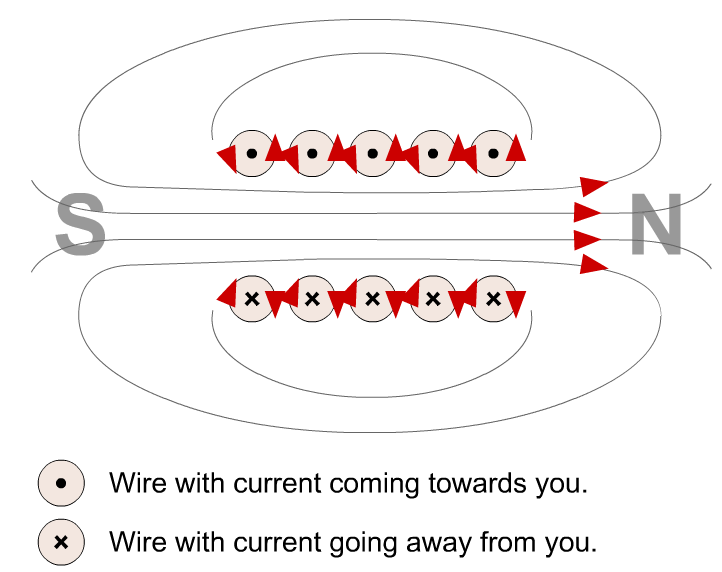 S N
Wire with current coming towards you.
Wire with current going away from you.